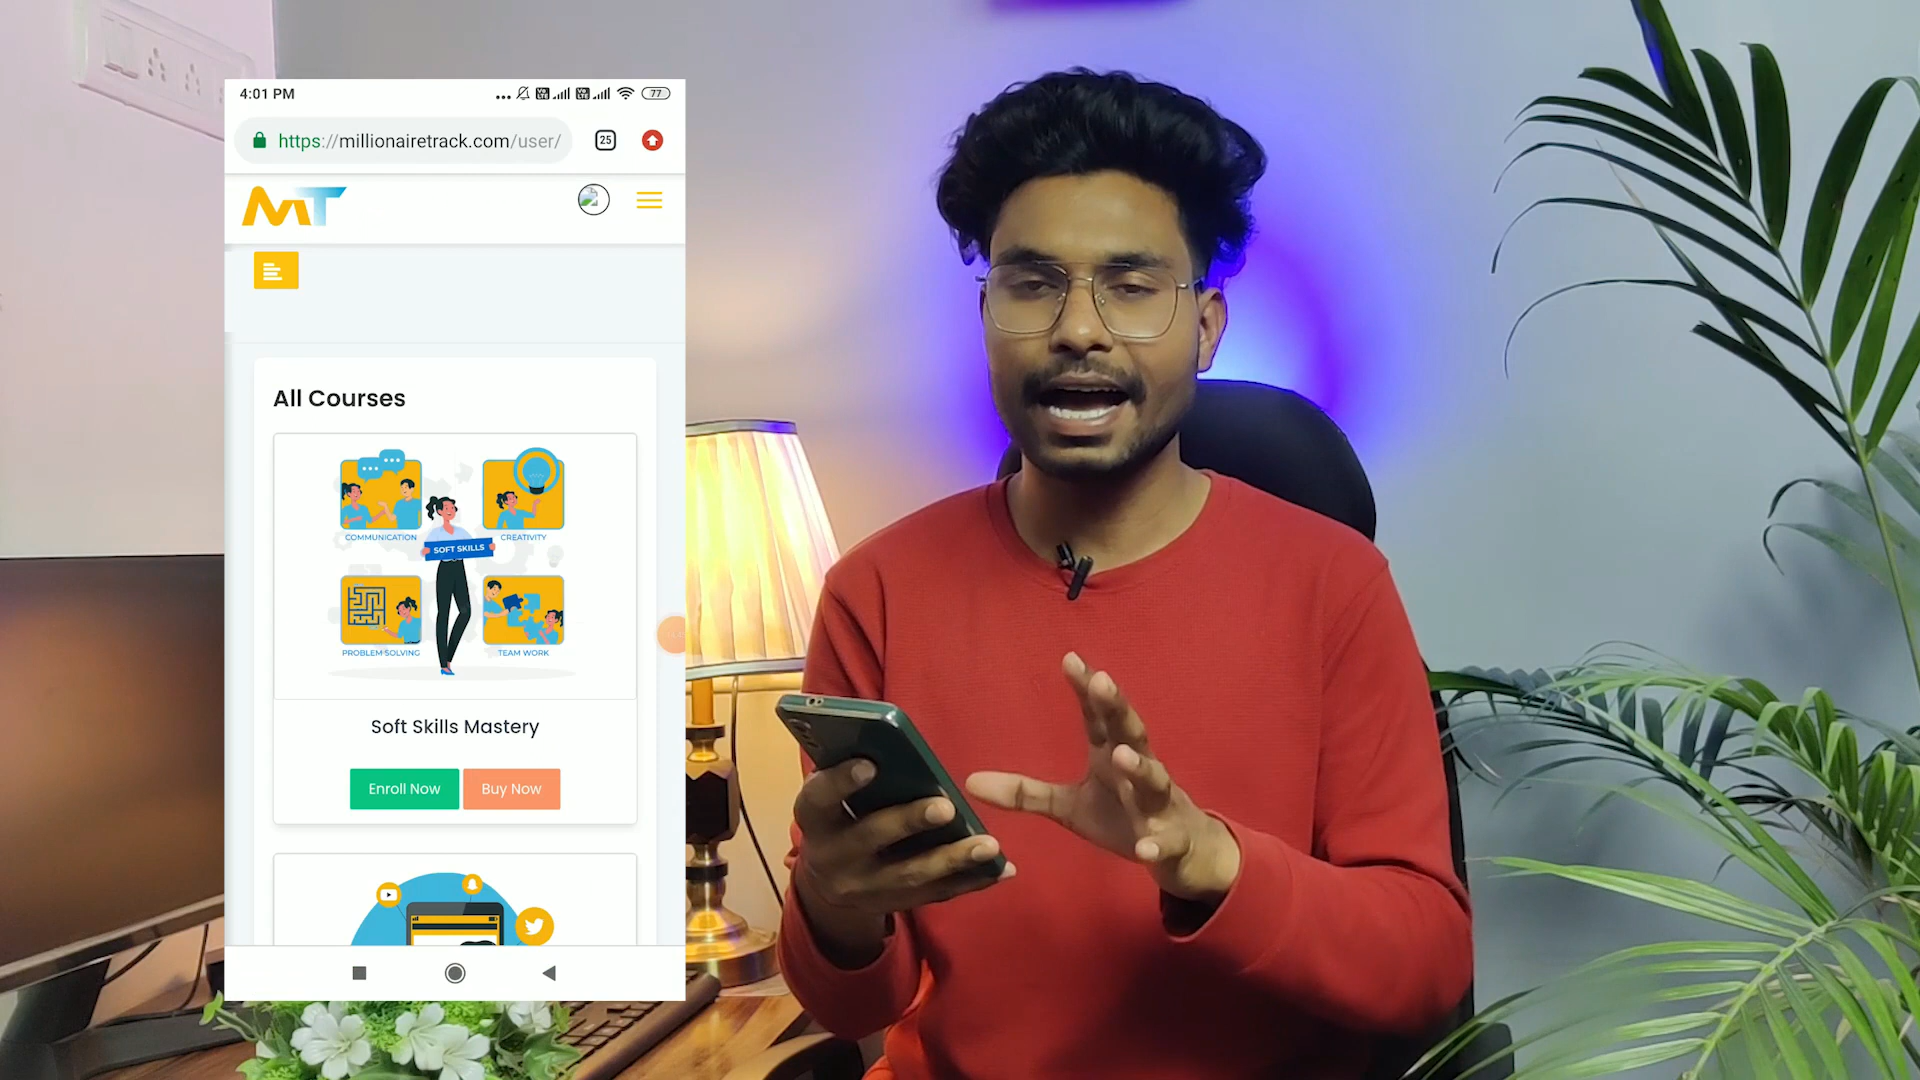 4:01 PM
77
https://millionairetrack.com/user/
25
MT
All Courses
COMMUNICATION
CREATIVITY
SOFT SKILLS
PROBLEM-SOLVING
TEAM WORK
Soft Skills Mastery
Enroll Now
Buy Now